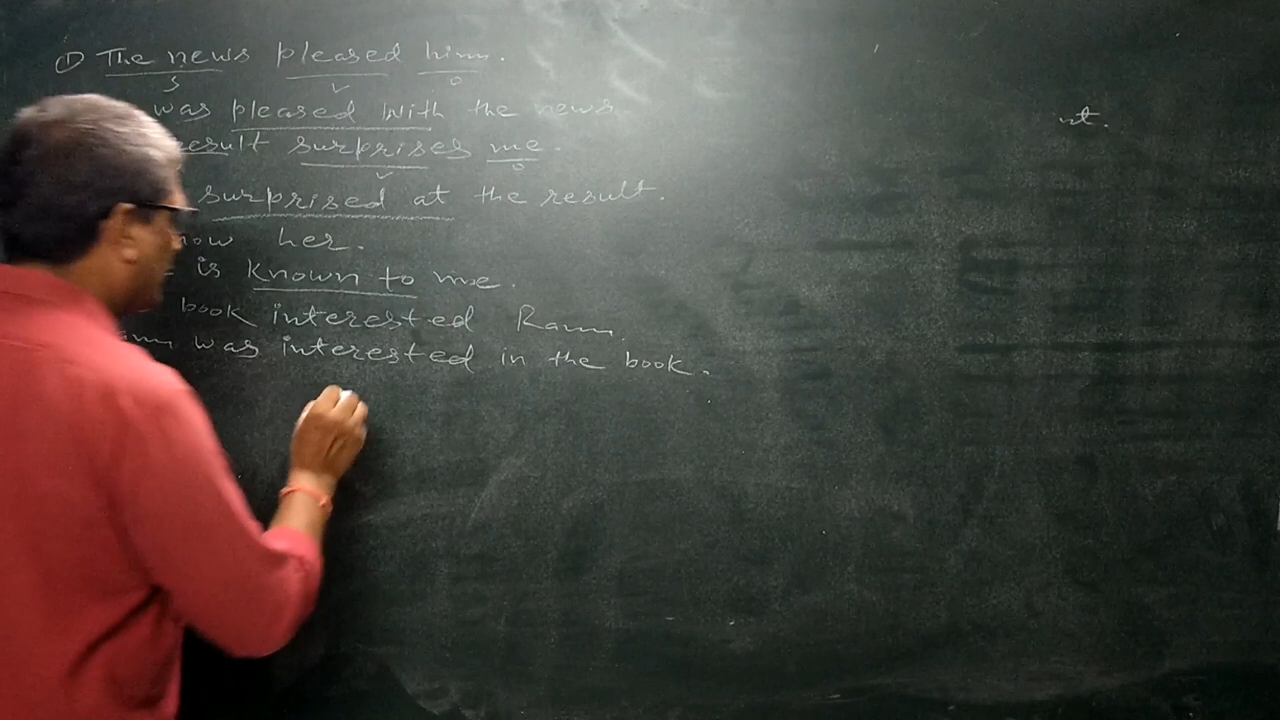 ① The news pleased him.
S V O
was pleased with the news
result surprises me.
V O
surprised at the result.
her.
is known to me.
book interested Ram.
was interested in the book.